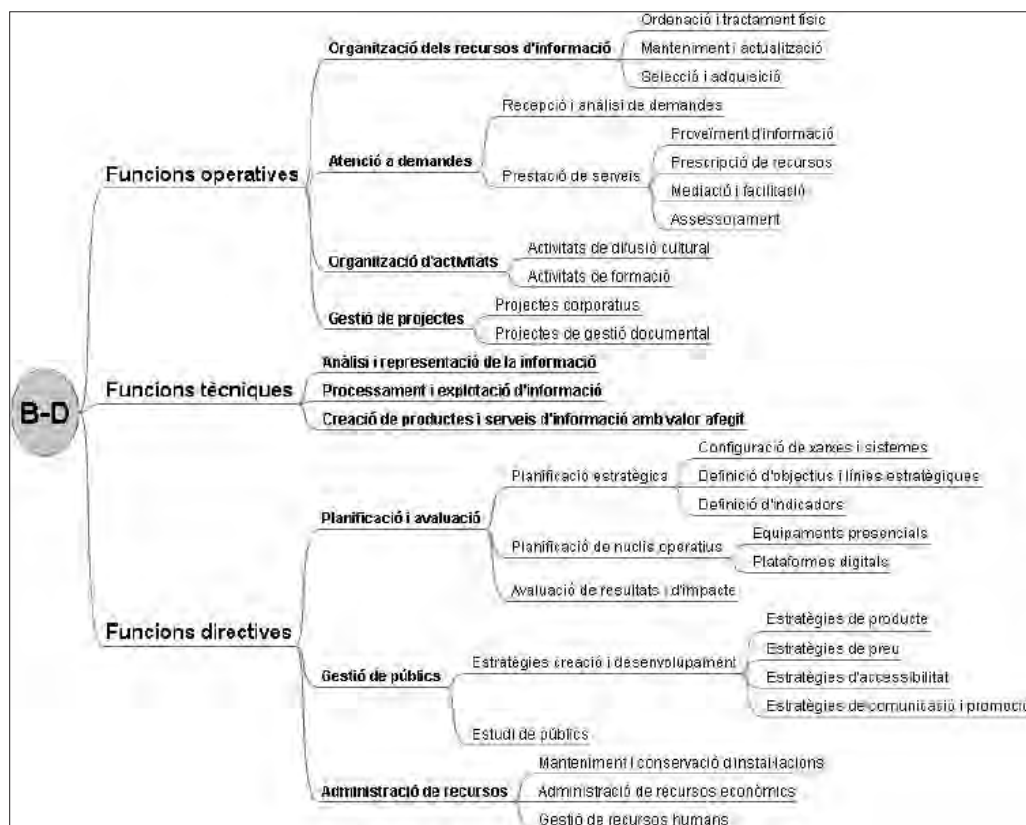 B-D
Funcions operatives
Organització dels recursos d'informació
Ordenació i tractament físic
Manteniment i actualització
Selecció i adquisició
Atenció a demandes
Recepció i anàlisi de demandes
Prestació de serveis
Proveïment d'informació
Prescripció de recursos
Mediació i facilitació
Assessorament
Organització d'activitats
Activitats de difusió cultural
Activitats de formació
Gestió de projectes
Projectes corporatius
Projectes de gestió documental
Funcions tècniques
Anàlisi i representació de la informació
Processament i explotació d'informació
Creació de productes i serveis d'informació amb valor afegit
Funcions directives
Planificació i avaluació
Planificació estratègica
Configuració de xarxes i sistemes
Definició d'objectius i línies estratègiques
Definició d'indicadors
Planificació de nuclis operatius
Equipaments presencials
Plataformes digitals
Avaluació de resultats i d'impacte
Gestió de públics
Estratègies creació i desenvolupament
Estratègies de producte
Estratègies de preu
Estratègies d'accessibilitat
Estratègies de comunicació i promoció
Estudi de públics
Administració de recursos
Manteniment i conservació d'instal·lacions
Administració de recursos econòmics
Gestió de recursos humans